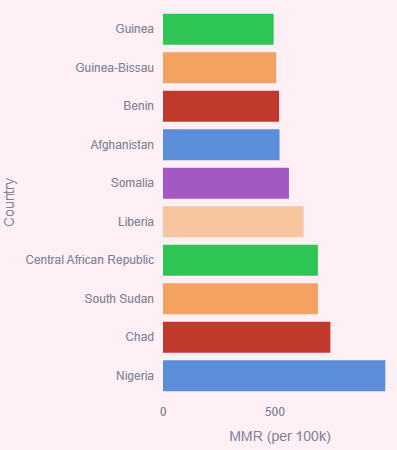 Guinea
Guinea-Bissau
Benin
Afghanistan
Somalia
Liberia
Central African Republic
South Sudan
Chad
Nigeria
Country
0 500
MMR (per 100k)